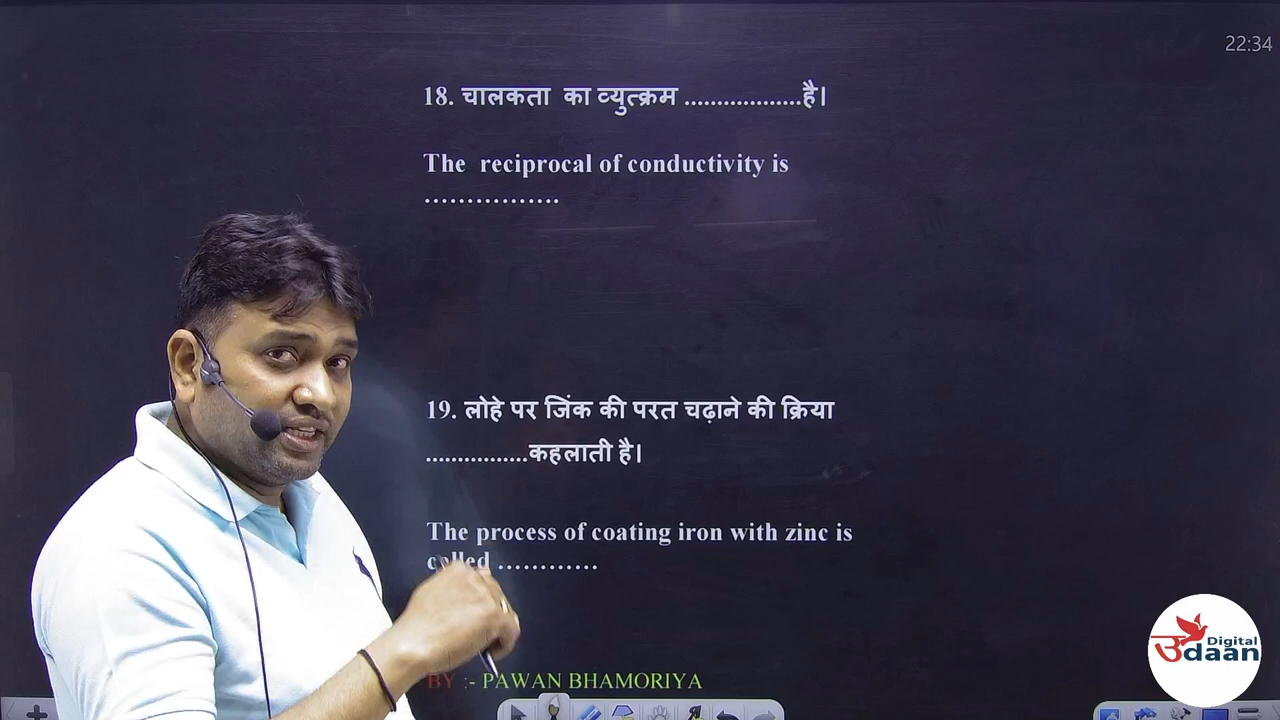 22:34
18. चालकता का व्युत्क्रम ..................है।
The reciprocal of conductivity is
................
19. लोहे पर जिंक की परत चढ़ाने की क्रिया
................कहलाती है।
The process of coating iron with zinc is
called ............
BY :- PAWAN BHAMORIYA
Digital
उdaan